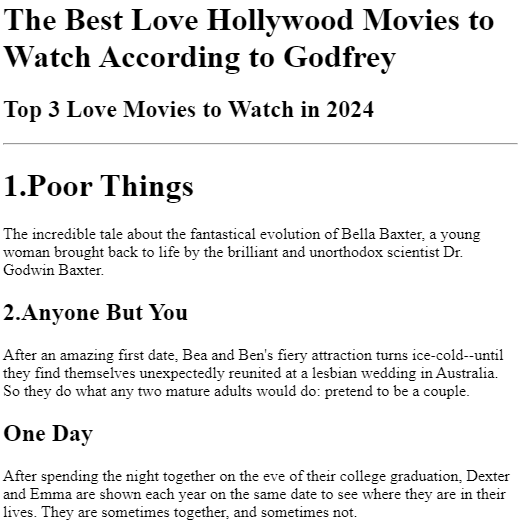 The Best Love Hollywood Movies to
Watch According to Godfrey
Top 3 Love Movies to Watch in 2024
1.Poor Things
The incredible tale about the fantastical evolution of Bella Baxter, a young
woman brought back to life by the brilliant and unorthodox scientist Dr.
Godwin Baxter.
2.Anyone But You
After an amazing first date, Bea and Ben's fiery attraction turns ice-cold--until
they find themselves unexpectedly reunited at a lesbian wedding in Australia.
So they do what any two mature adults would do: pretend to be a couple.
One Day
After spending the night together on the eve of their college graduation, Dexter
and Emma are shown each year on the same date to see where they are in their
lives. They are sometimes together, and sometimes not.